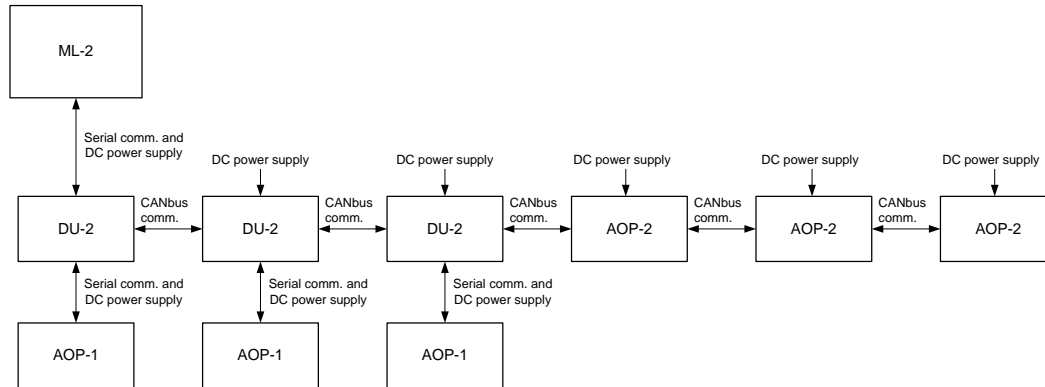 ML-2
Serial comm. and
DC power supply
DC power supply
DC power supply
DC power supply
DC power supply
DC power supply
DU-2
CANbus
comm.
DU-2
CANbus
comm.
DU-2
CANbus
comm.
AOP-2
CANbus
comm.
AOP-2
CANbus
comm.
AOP-2
Serial comm. and
DC power supply
Serial comm. and
DC power supply
Serial comm. and
DC power supply
AOP-1
AOP-1
AOP-1